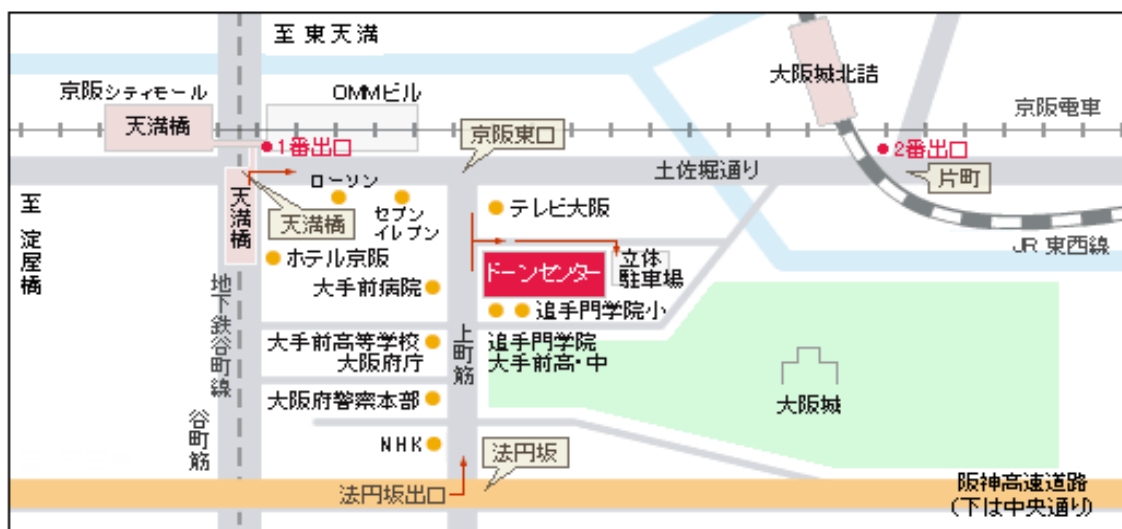 至 東天満
大阪城北詰
京阪シティモール
OMMビル
京阪電車
天満橋
1番出口
京阪東口
2番出口
土佐堀通り
片町
ローソン
天満橋
至 淀屋橋
天満橋
セブン
イレブン
テレビ大阪
JR 東西線
ホテル京阪
立体
駐車場
ドーンセンター
大手前病院
地下鉄谷町線
追手門学院小
大手前高等学校
大阪府庁
上町筋
追手門学院
大手前高・中
大阪府警察本部
大阪城
谷町筋
NHK
法円坂
法円坂出口
阪神高速道路
(下は中央通り)